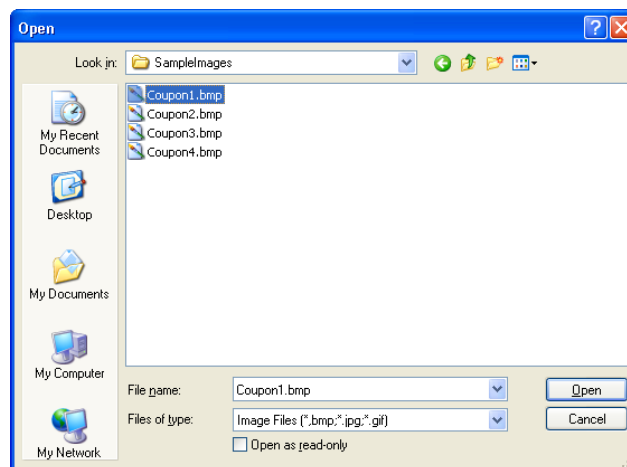 Open
Look in: SampleImages
My Recent
Documents
Desktop
My Documents
My Computer
My Network
Coupon1.bmp
Coupon2.bmp
Coupon3.bmp
Coupon4.bmp
File name: Coupon1.bmp Open
Files of type: Image Files (*,bmp;*.jpg;*.gif) Cancel
Open as read-only